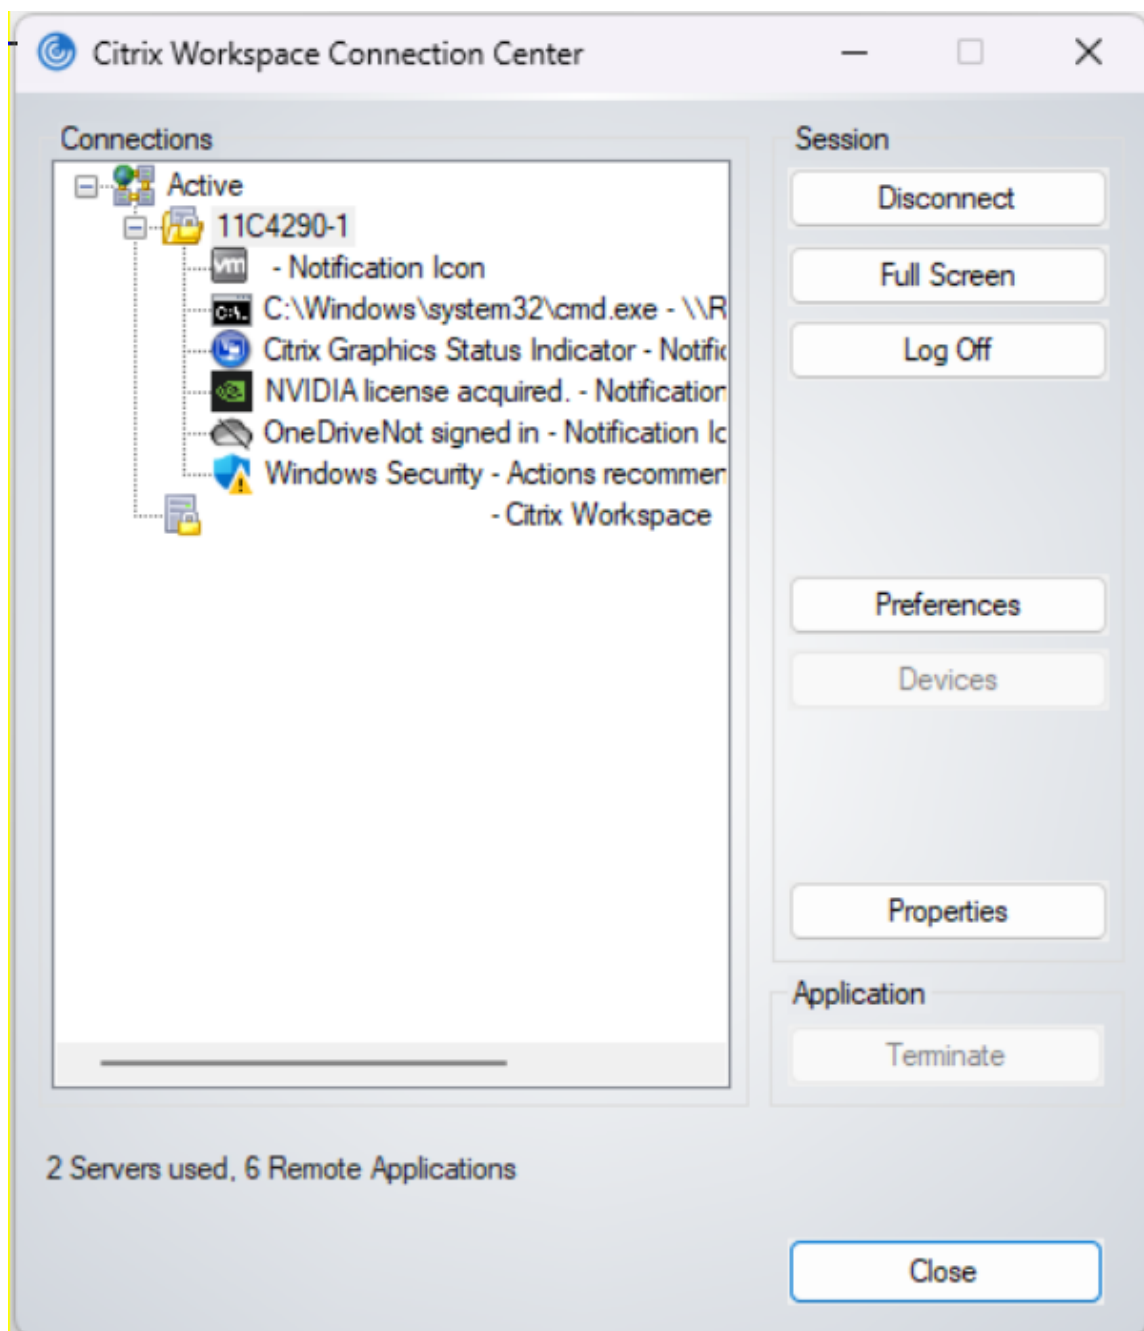 Citrix Workspace Connection Center
Connections
Active
11C4290-1
vm - Notification Icon
C:\Windows\system32\cmd.exe - \\R
Citrix Graphics Status Indicator - Notific
NVIDIA license acquired. - Notification
OneDriveNot signed in - Notification Ic
Windows Security - Actions recommen
- Citrix Workspace
Session
Disconnect
Full Screen
Log Off
Preferences
Devices
Properties
Application
Terminate
2 Servers used, 6 Remote Applications
Close